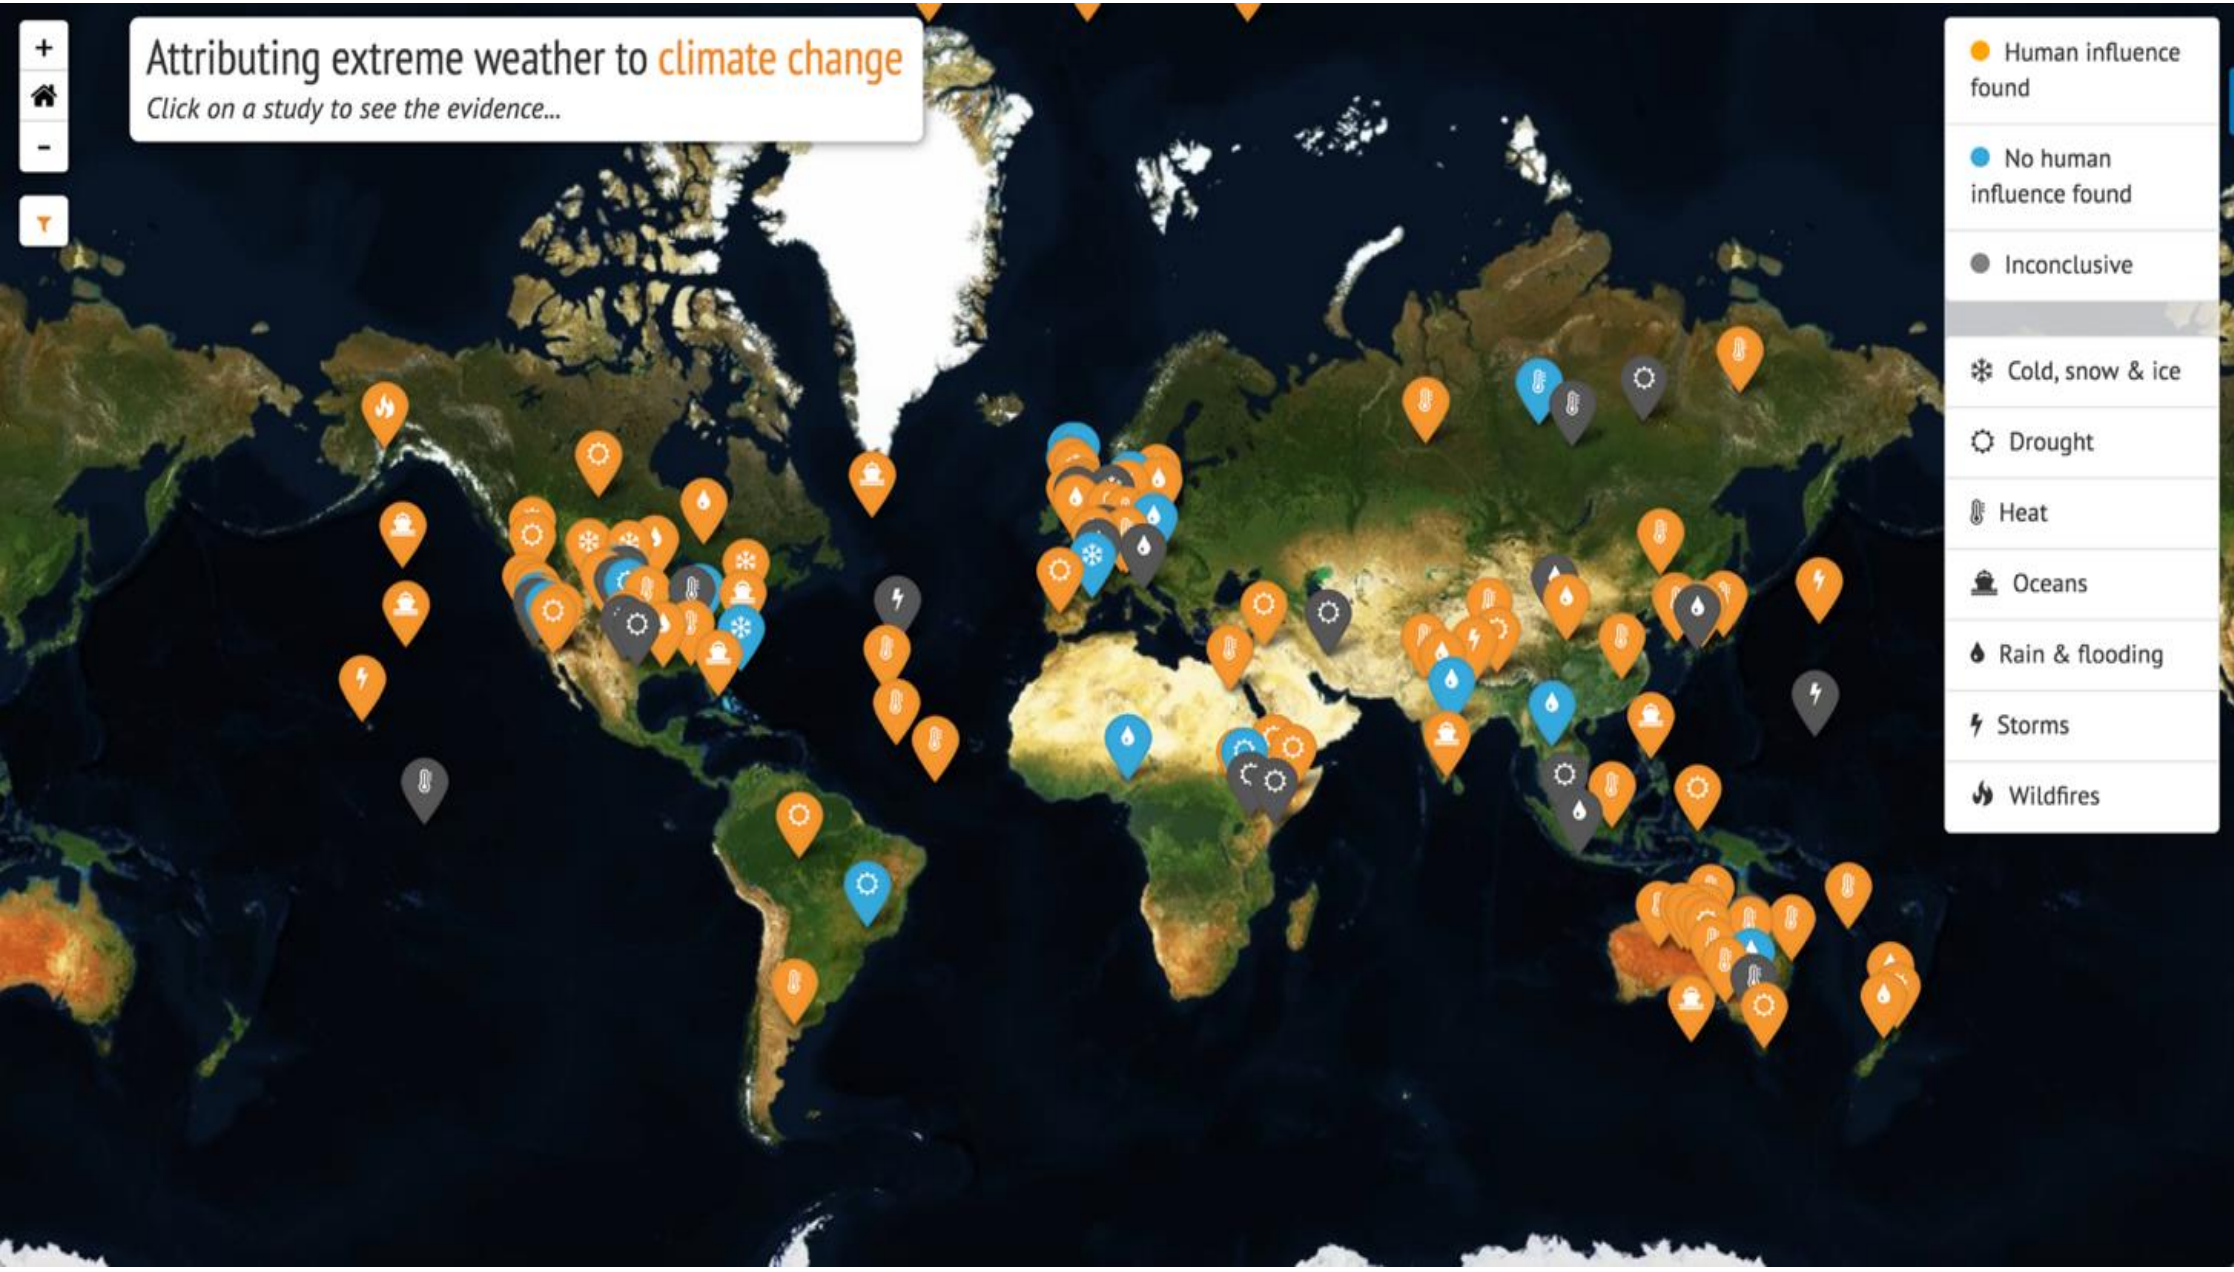 Attributing extreme weather to climate change
Click on a study to see the evidence...
Human influence
found
No human
influence found
Inconclusive
Cold, snow & ice
Drought
Heat
Oceans
Rain & flooding
Storms
Wildfires